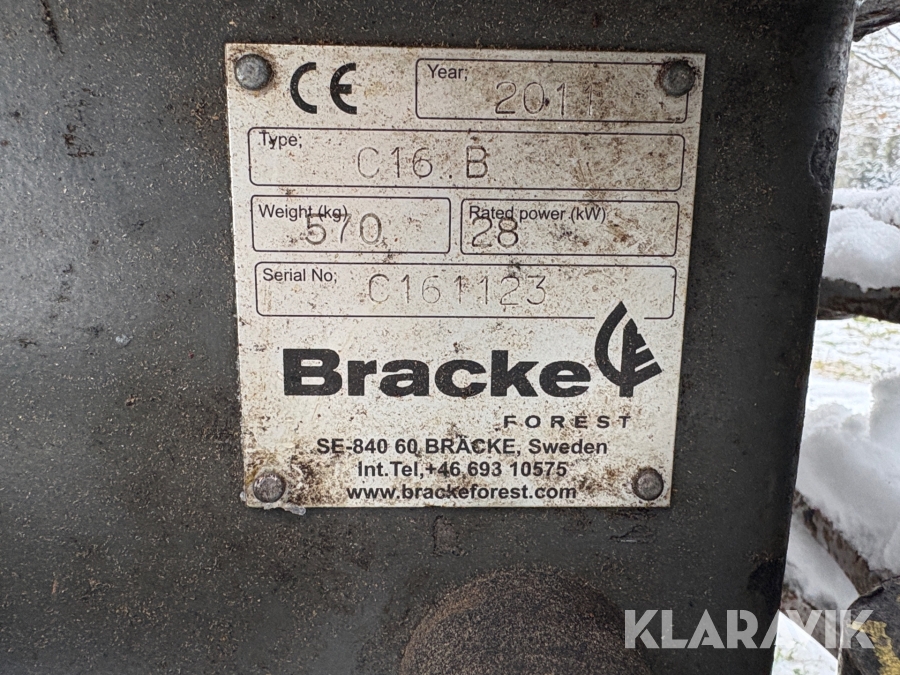 CE
Year;
2011
Type;
C16.B
Weight (kg)
570
Rated power (kW)
28
Serial No;
C161123
Bracke
FOREST
SE-840 60 BRÄCKE, Sweden
Int.Tel,+46 693 10575
www.brackeforest.com
KLARAVIK